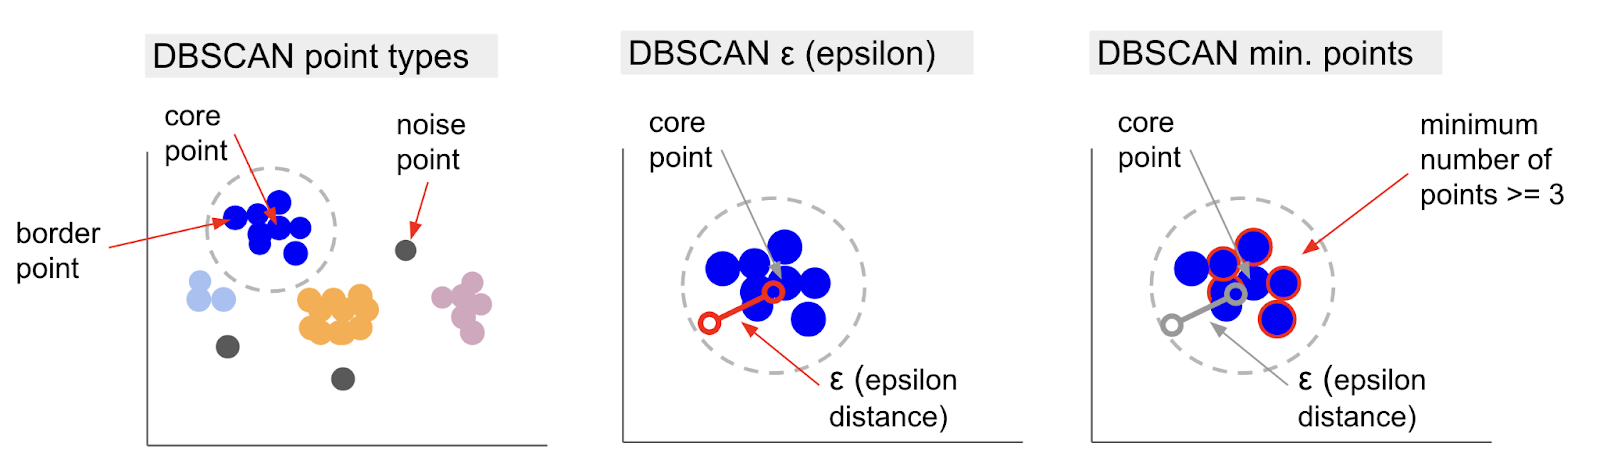 DBSCAN point types
core
point
noise
point
border
point
DBSCAN ε (epsilon)
core
point
ε (epsilon
distance)
DBSCAN min. points
core
point
minimum
number of
points >= 3
ε (epsilon
distance)